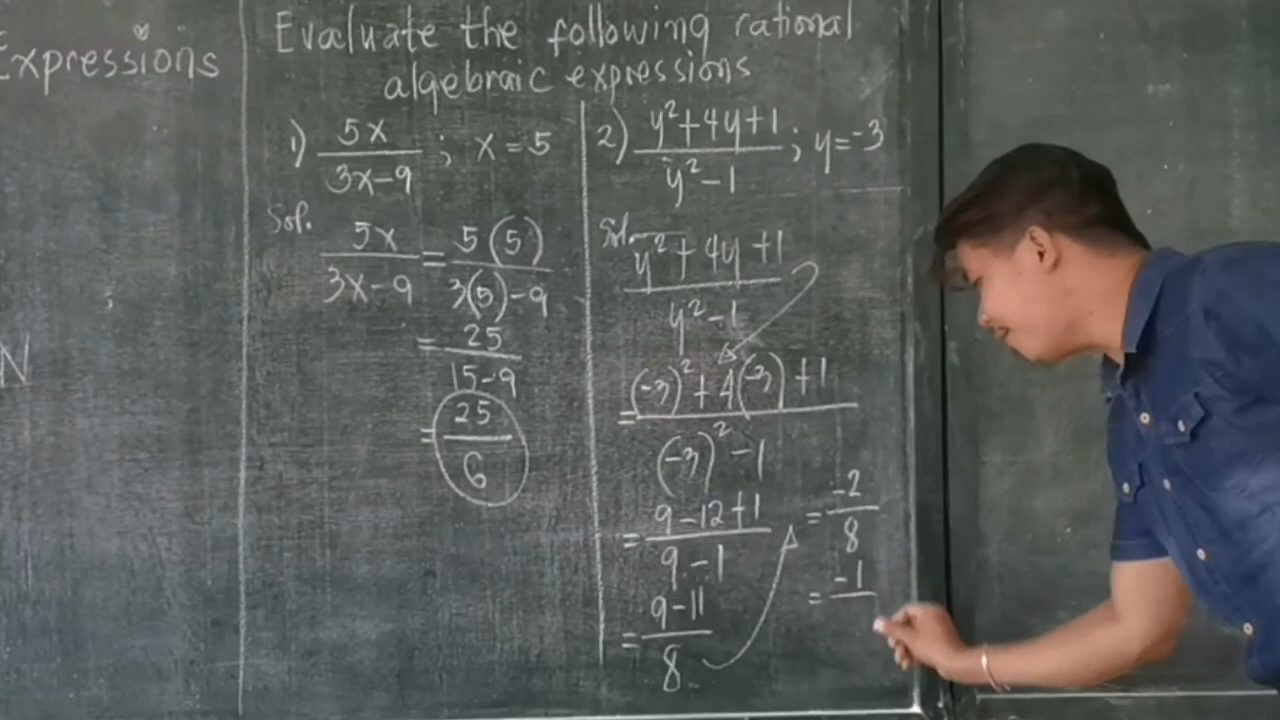 Expressions
N
Evaluate the following rational
algebraic expressions
1) 5x / 3x-9 ; x=5
Sol.
5x / 3x-9 = 5(5) / 3(5)-9
= 25 / 15-9
= 25 / 6
2) y²+4y+1 / y²-1 ; y=-3
Sol.
y²+4y+1 / y²-1
= (-3)²+4(-3)+1 / (-3)²-1
= 9-12+1 / 9-1
= 9-11 / 8
= -2 / 8
= -1 /